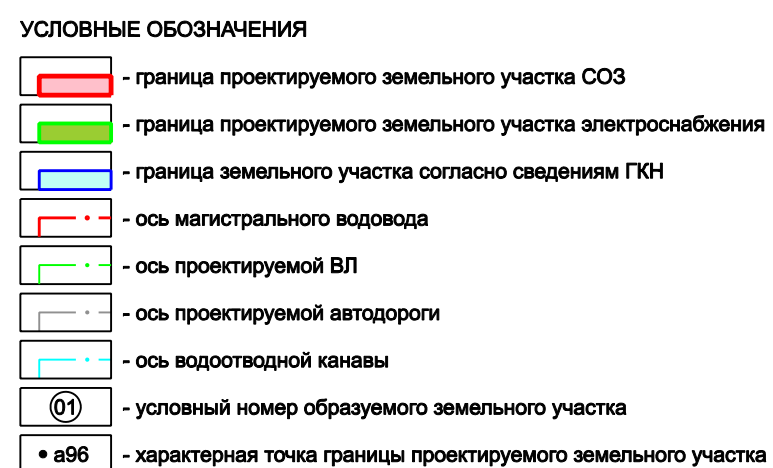 УСЛОВНЫЕ ОБОЗНАЧЕНИЯ
- граница проектируемого земельного участка СОЗ
- граница проектируемого земельного участка электроснабжения
- граница земельного участка согласно сведениям ГКН
- ось магистрального водовода
- ось проектируемой ВЛ
- ось проектируемой автодороги
- ось водоотводной канавы
01 - условный номер образуемого земельного участка
• а96 - характерная точка границы проектируемого земельного участка